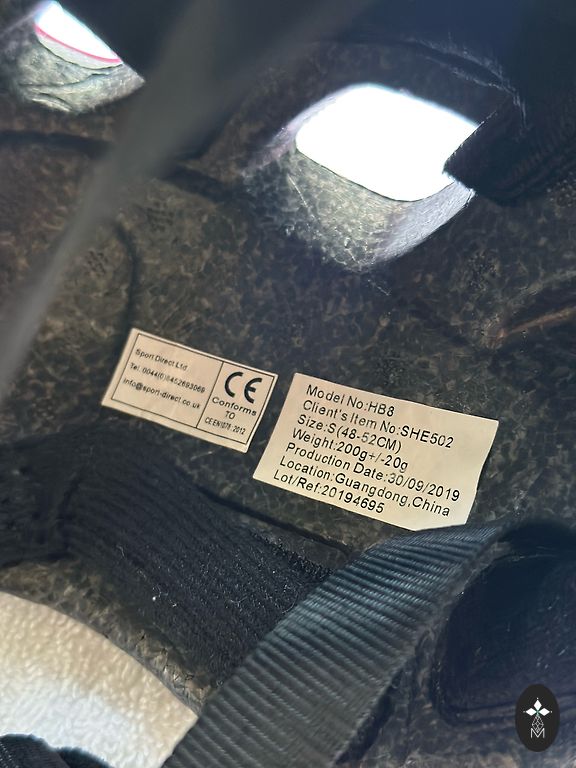 Sport Direct Ltd
Tel: 0044(0)8452693069
info@sport-direct.co.uk
CE
Conforms
TO
CE EN1078: 2012
Model No:HB8
Client's Item No:SHE502
Size:S(48-52CM)
Weight:200g+/-20g
Production Date:30/09/2019
Location:Guangdong,China
Lot/Ref:20194695
M